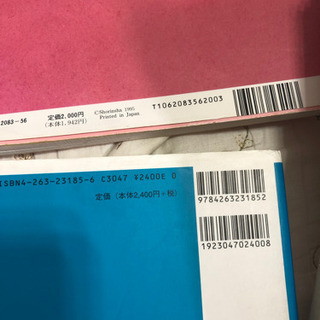 2083-56
定価2,000円
(本体1,942円)
©Shorinsha 1995
Printed in Japan
T1062083562003
ISBN4-263-23185-6 C3047 ¥2400E 0
定価 (本体2,400円+税)
9784263231852
1923047024008